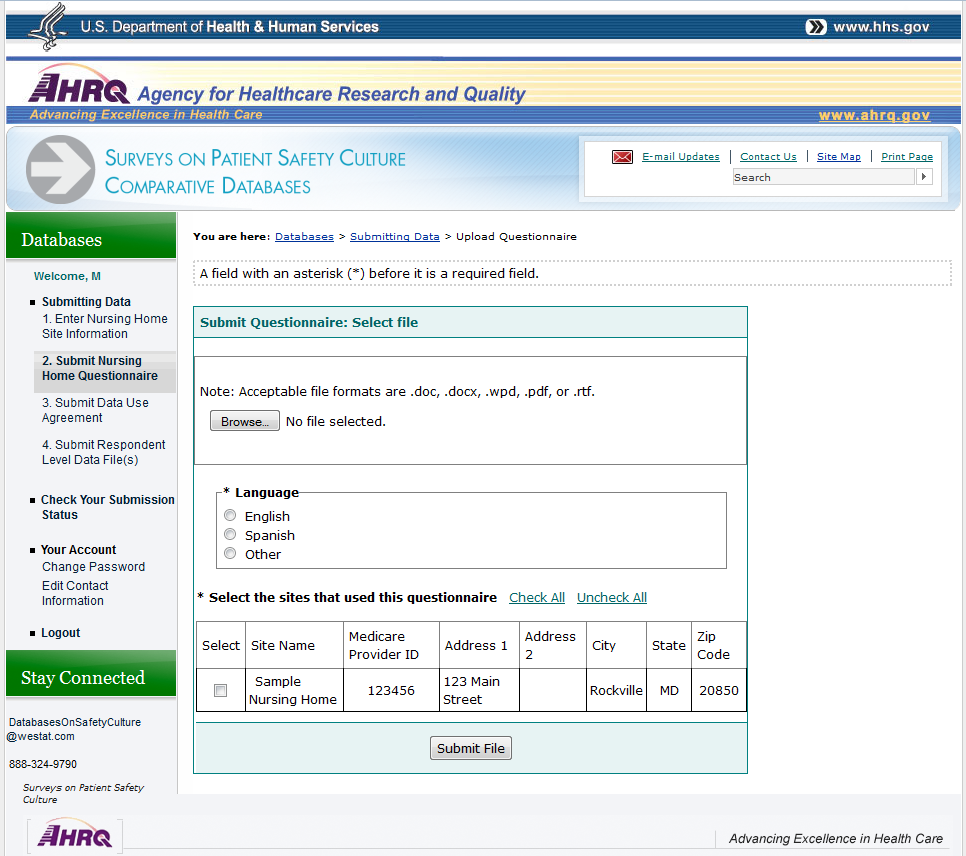 U.S. Department of Health & Human Services
www.hhs.gov
AHRQ Agency for Healthcare Research and Quality
Advancing Excellence in Health Care
www.ahrq.gov
SURVEYS ON PATIENT SAFETY CULTURE
COMPARATIVE DATABASES
E-mail Updates | Contact Us | Site Map | Print Page
Search
Databases
Welcome, M
Submitting Data
1. Enter Nursing Home
Site Information
2. Submit Nursing
Home Questionnaire
3. Submit Data Use
Agreement
4. Submit Respondent
Level Data File(s)
Check Your Submission
Status
Your Account
Change Password
Edit Contact
Information
Logout
Stay Connected
DatabasesOnSafetyCulture
@westat.com
888-324-9790
Surveys on Patient Safety
Culture
You are here: Databases > Submitting Data > Upload Questionnaire
A field with an asterisk (*) before it is a required field.
Submit Questionnaire: Select file
Note: Acceptable file formats are .doc, .docx, .wpd, .pdf, or .rtf.
Browse... No file selected.
* Language
English
Spanish
Other
* Select the sites that used this questionnaire Check All Uncheck All
Select Site Name Medicare Provider ID Address 1 Address 2 City State Zip Code
Sample Nursing Home 123456 123 Main Street Rockville MD 20850
Submit File
AHRQ
Advancing Excellence in Health Care